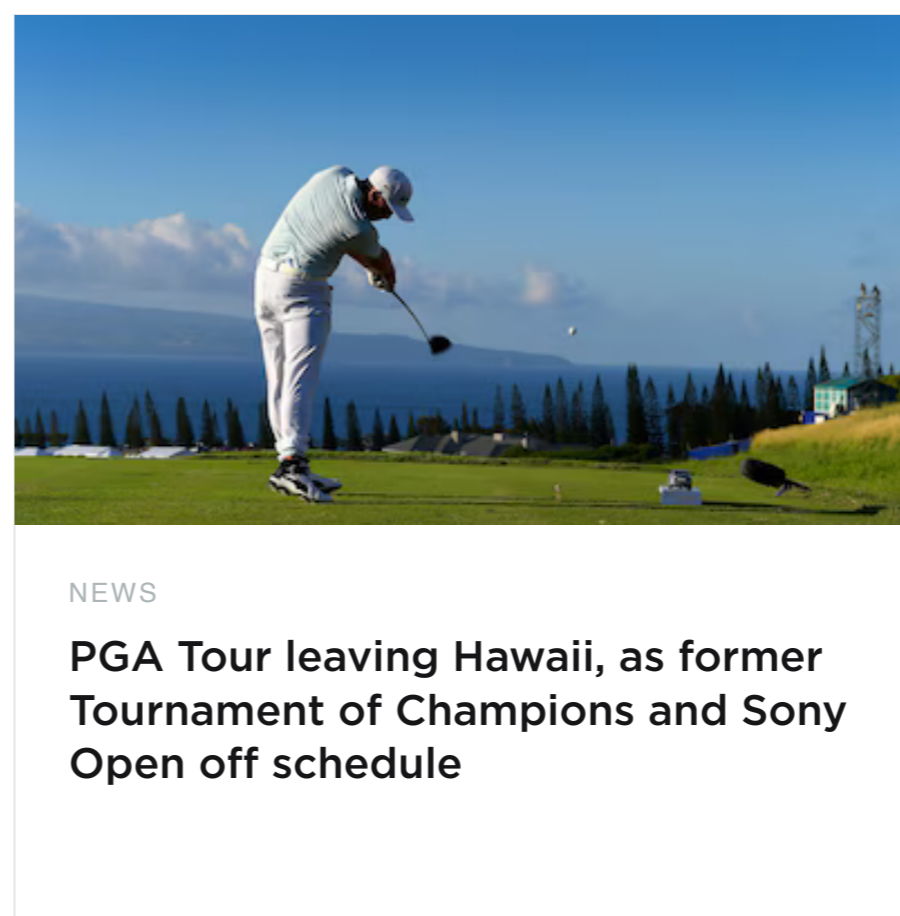 NEWS
PGA Tour leaving Hawaii, as former
Tournament of Champions and Sony
Open off schedule